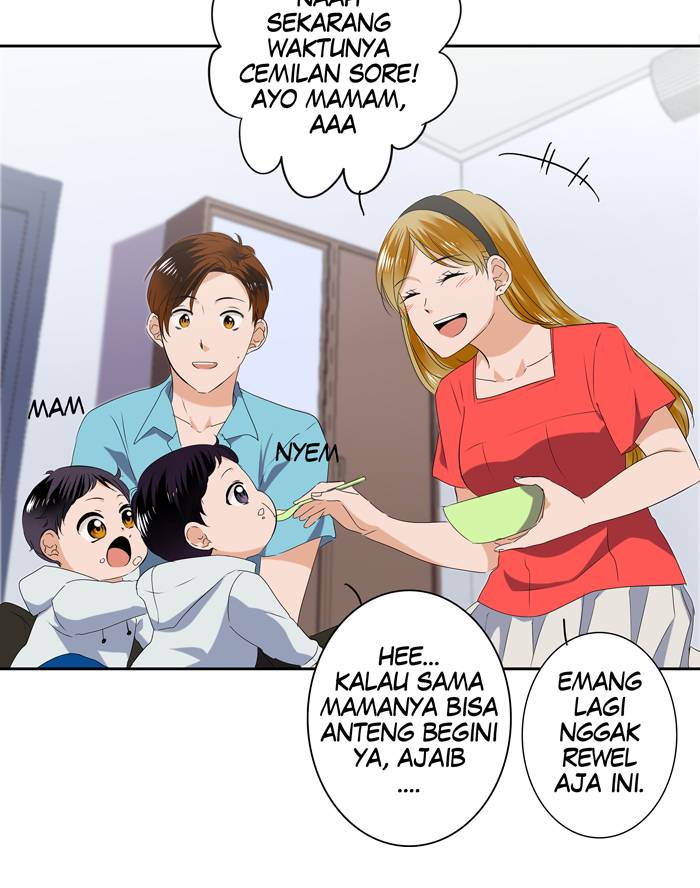 NAAH
SEKARANG
WAKTUNYA
CEMILAN SORE!
AYO MAMAM,
AAA
MAM
NYEM
HEE...
KALAU SAMA
MAMANYA BISA
ANTENG BEGINI
YA, AJAIB
....
EMANG
LAGI
NGGAK
REWEL
AJA INI.